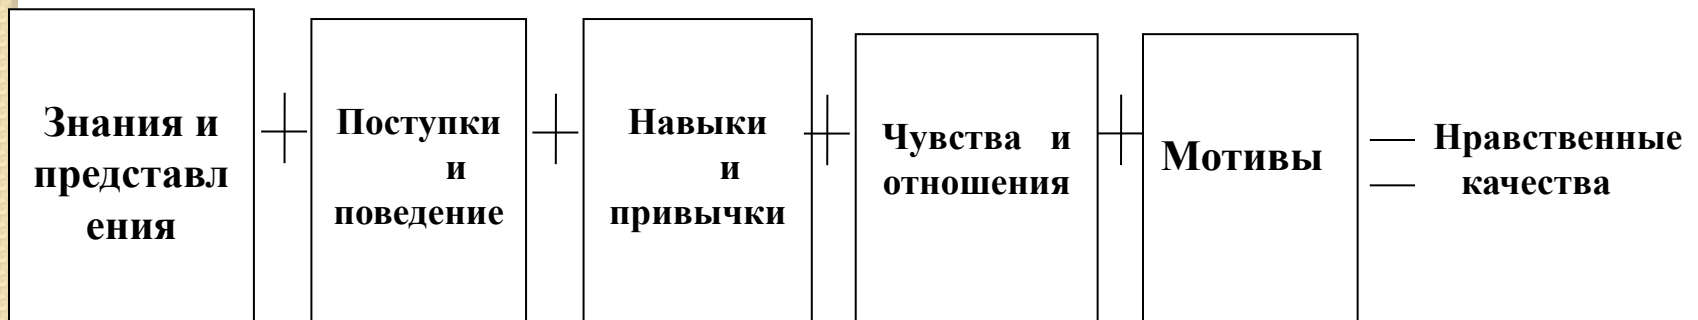 Знания и
представл
ения
Поступки
и
поведение
Навыки
и
привычки
Чувства и
отношения
Мотивы
Нравственные
качества